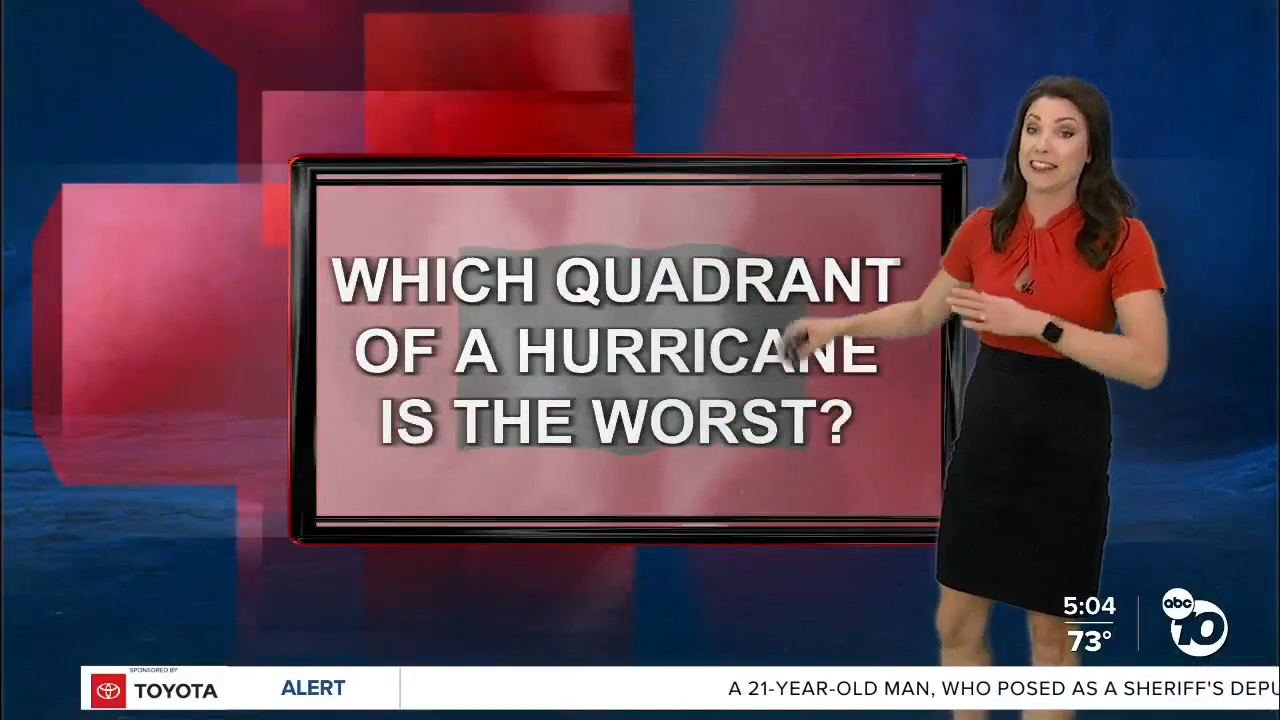 WHICH QUADRANT
OF A HURRICANE
IS THE WORST?
5:04
73°
abc
10
SPONSORED BY
TOYOTA
ALERT
A 21-YEAR-OLD MAN, WHO POSED AS A SHERIFF'S DEPU